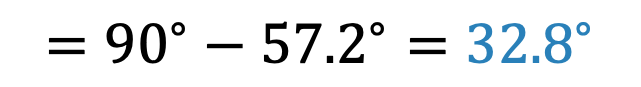 = 90° − 57.2° = 32.8°